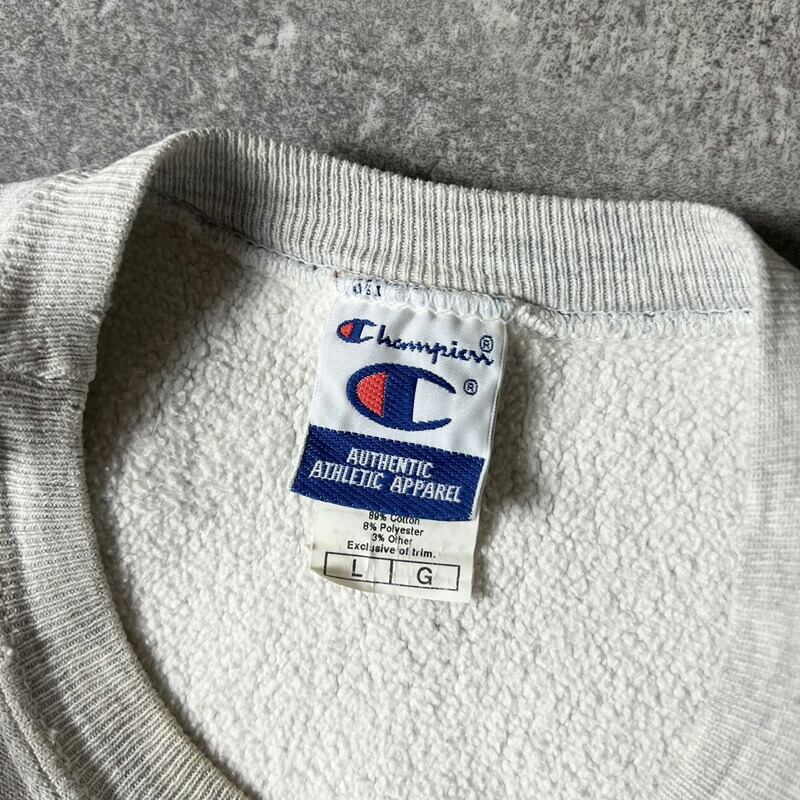 Champion®
®
AUTHENTIC
ATHLETIC APPAREL
89% Cotton
8% Polyester
3% Other
Exclusive of trim.
L G